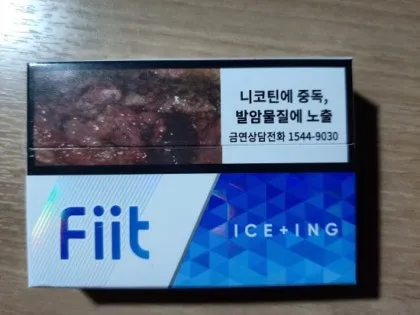 니코틴에 중독,
발암물질에 노출
금연상담전화 1544-9030
Fiit
ICE+ING